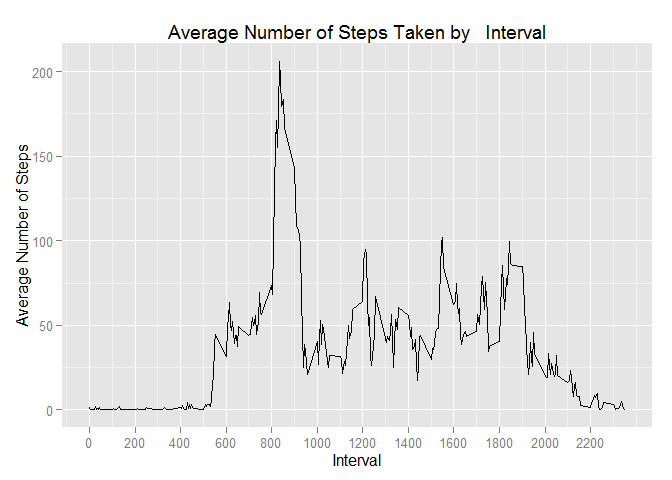 Average Number of Steps Taken by   Interval
Average Number of Steps
200
150
100
50
0
0 200 400 600 800 1000 1200 1400 1600 1800 2000 2200
Interval